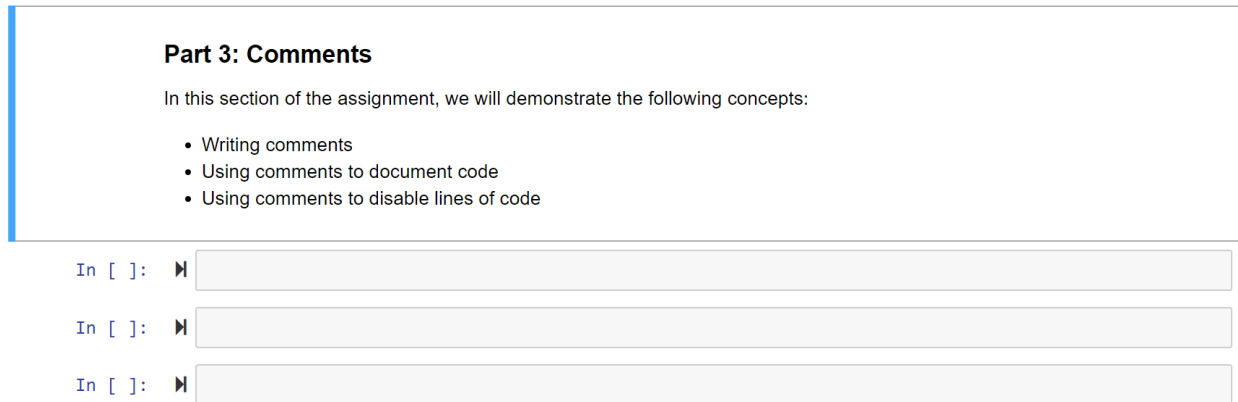 Part 3: Comments
In this section of the assignment, we will demonstrate the following concepts:
• Writing comments
• Using comments to document code
• Using comments to disable lines of code
In [ ]:
In [ ]:
In [ ]: